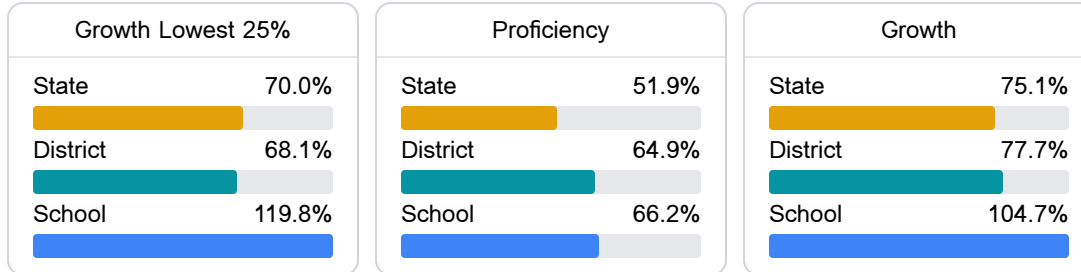 Growth Lowest 25%
State 70.0%
District 68.1%
School 119.8%
Proficiency
State 51.9%
District 64.9%
School 66.2%
Growth
State 75.1%
District 77.7%
School 104.7%